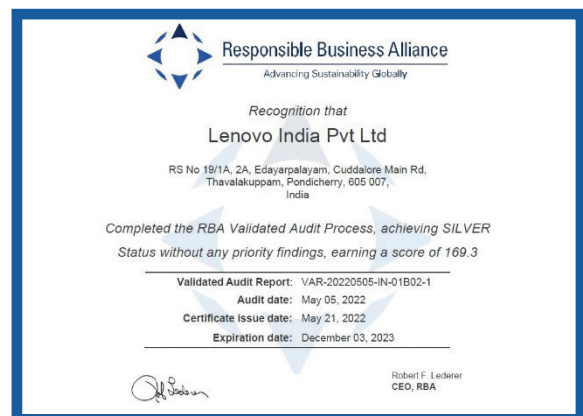 Responsible Business Alliance
Advancing Sustainability Globally
Recognition that
Lenovo India Pvt Ltd
RS No 19/1A, 2A, Edayarpalayam, Cuddalore Main Rd,
Thavalakuppam, Pondicherry, 605 007,
India
Completed the RBA Validated Audit Process, achieving SILVER
Status without any priority findings, earning a score of 169.3
Validated Audit Report: VAR-20220505-IN-01B02-1
Audit date: May 05, 2022
Certificate issue date: May 21, 2022
Expiration date: December 03, 2023
Robert F. Lederer
CEO, RBA